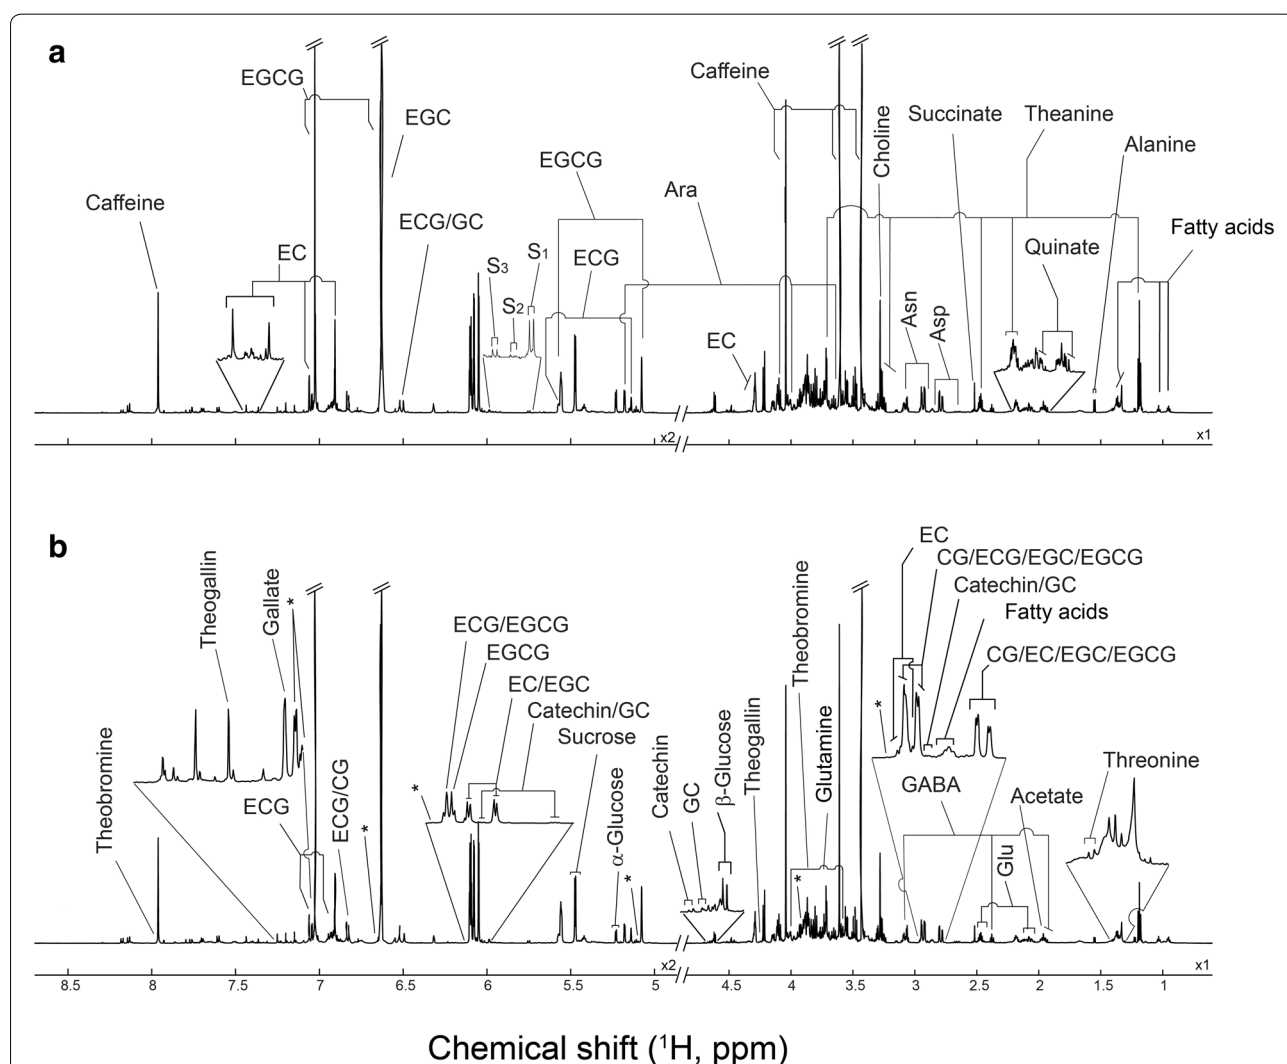 a
EGCG
Caffeine
EGC
Choline
Succinate
Theanine
Alanine
EGCG
Ara
Caffeine
ECG/GC
Fatty acids
EC
S3
S1
ECG
Quinate
S2
Asn
Asp
EC
x2
x1
b
EC
CG/ECG/EGC/EGCG
Catechin/GC
Fatty acids
Theogallin
Gallate
*
Theobromine
ECG/EGCG
EGCG
CG/EC/EGC/EGCG
EC/EGC
Catechin/GC
Sucrose
*
Theobromine
ECG
ECG/CG
*
*
α-Glucose
*
Catechin
GC
β-Glucose
Theogallin
Glutamine
*
GABA
Acetate
Threonine
Glu
x2
x1
8.5 8 7.5 7 6.5 6 5.5 5 4.5 4 3.5 3 2.5 2 1.5 1
Chemical shift (¹H, ppm)